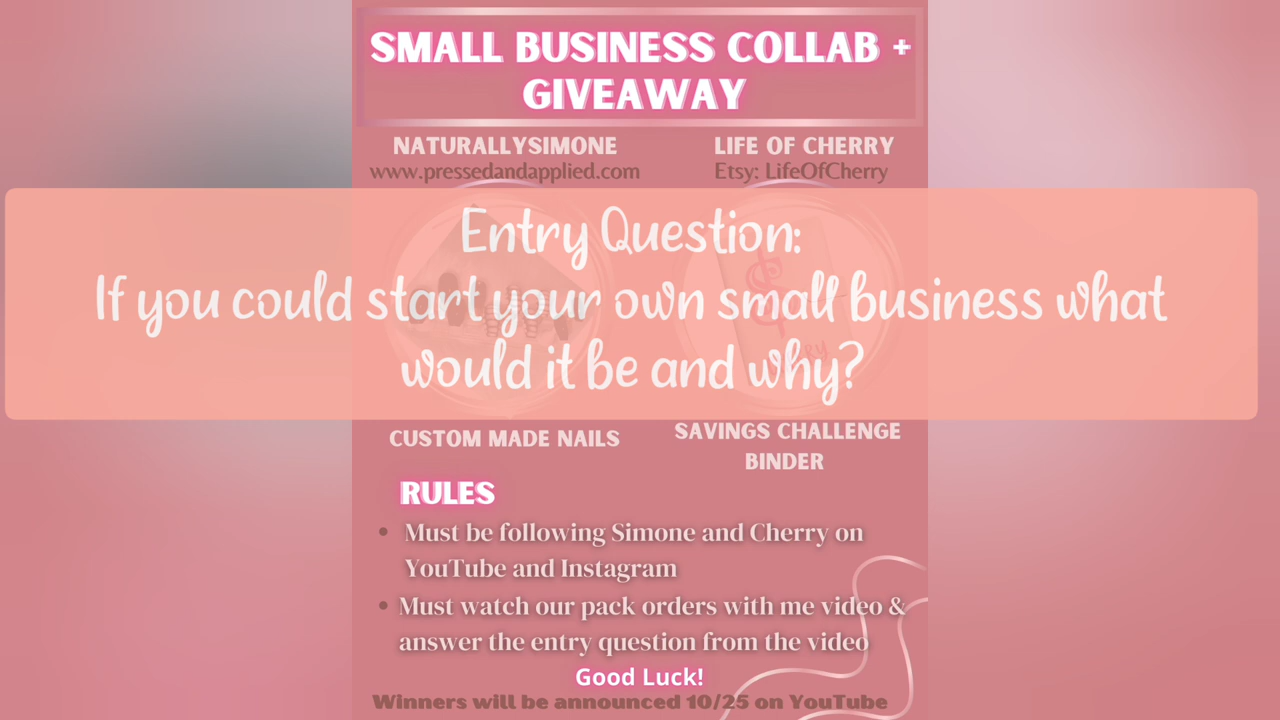 SMALL BUSINESS COLLAB +
GIVEAWAY
NATURALLYSIMONE
www.pressedandapplied.com
LIFE OF CHERRY
Etsy: LifeOfCherry
Entry Question:
If you could start your own small business what
would it be and why?
CUSTOM MADE NAILS
SAVINGS CHALLENGE
BINDER
RULES
• Must be following Simone and Cherry on
YouTube and Instagram
• Must watch our pack orders with me video &
answer the entry question from the video
Good Luck!
Winners will be announced 10/25 on YouTube